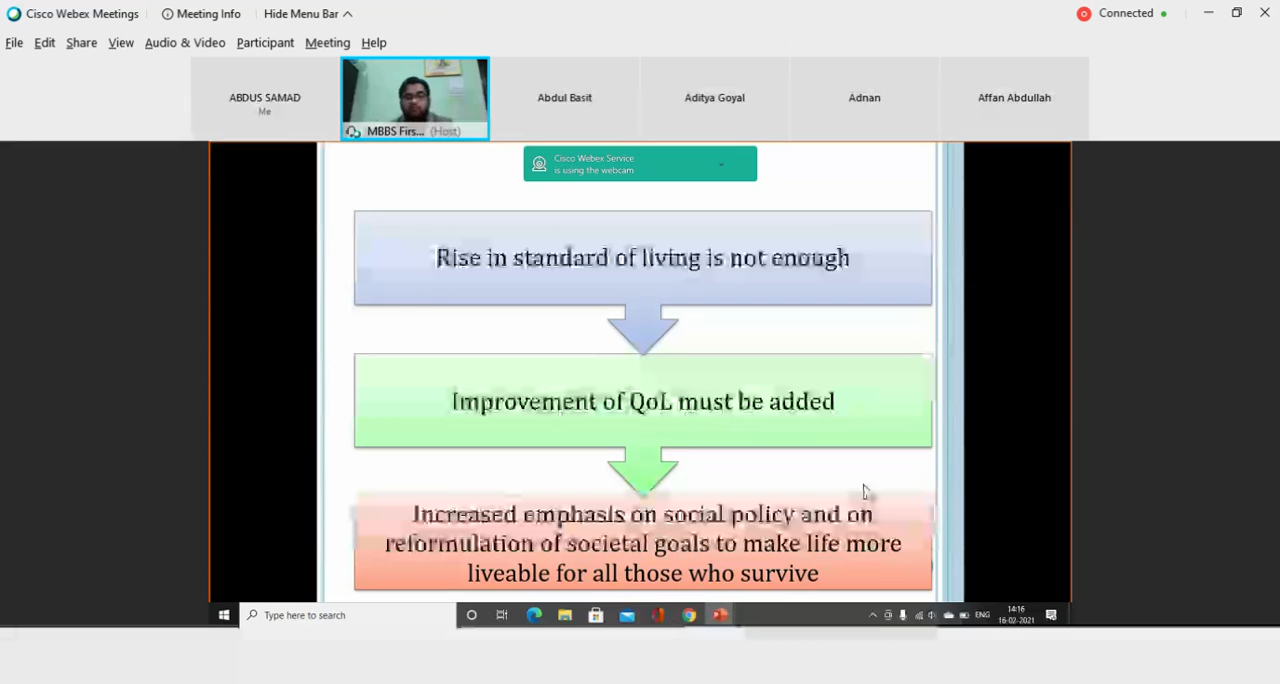 Cisco Webex Meetings
Meeting Info
Hide Menu Bar
Connected
File Edit Share View Audio & Video Participant Meeting Help
ABDUS SAMAD
Me
MBBS Firs... (Host)
Abdul Basit
Aditya Goyal
Adnan
Affan Abdullah
Cisco Webex Service
is using the webcam
Rise in standard of living is not enough
Improvement of QoL must be added
Increased emphasis on social policy and on
reformulation of societal goals to make life more
liveable for all those who survive
Type here to search
ENG
14:16
16-02-2021